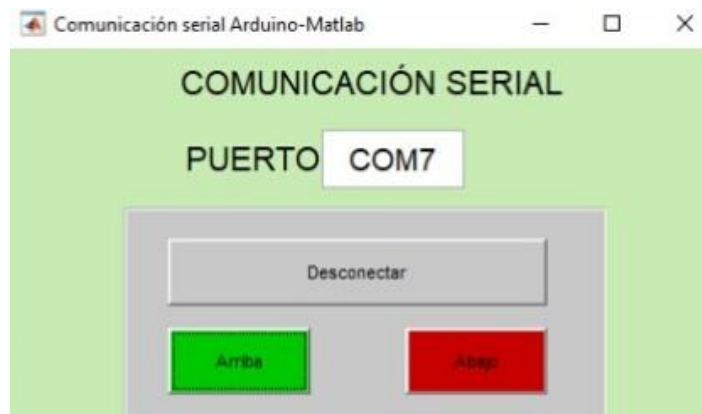 Comunicación serial Arduino-Matlab
COMUNICACIÓN SERIAL
PUERTO COM7
Desconectar
Arriba Abajo